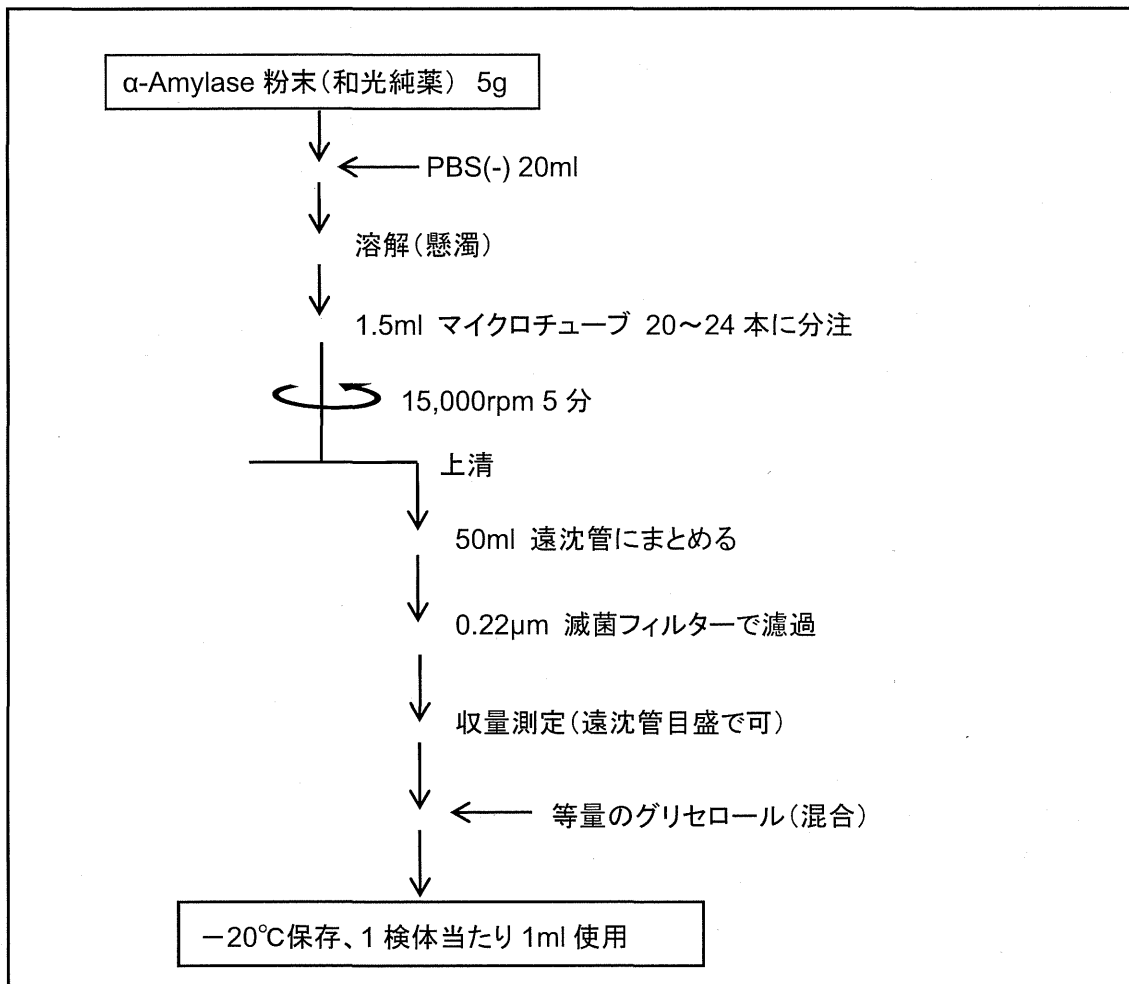 α-Amylase 粉末(和光純薬) 5g
PBS(-) 20ml
溶解(懸濁)
1.5ml マイクロチューブ 20~24 本に分注
15,000rpm 5 分
上清
50ml 遠沈管にまとめる
0.22µm 滅菌フィルターで濾過
収量測定(遠沈管目盛で可)
等量のグリセロール(混合)
-20℃保存、1 検体当たり 1ml 使用